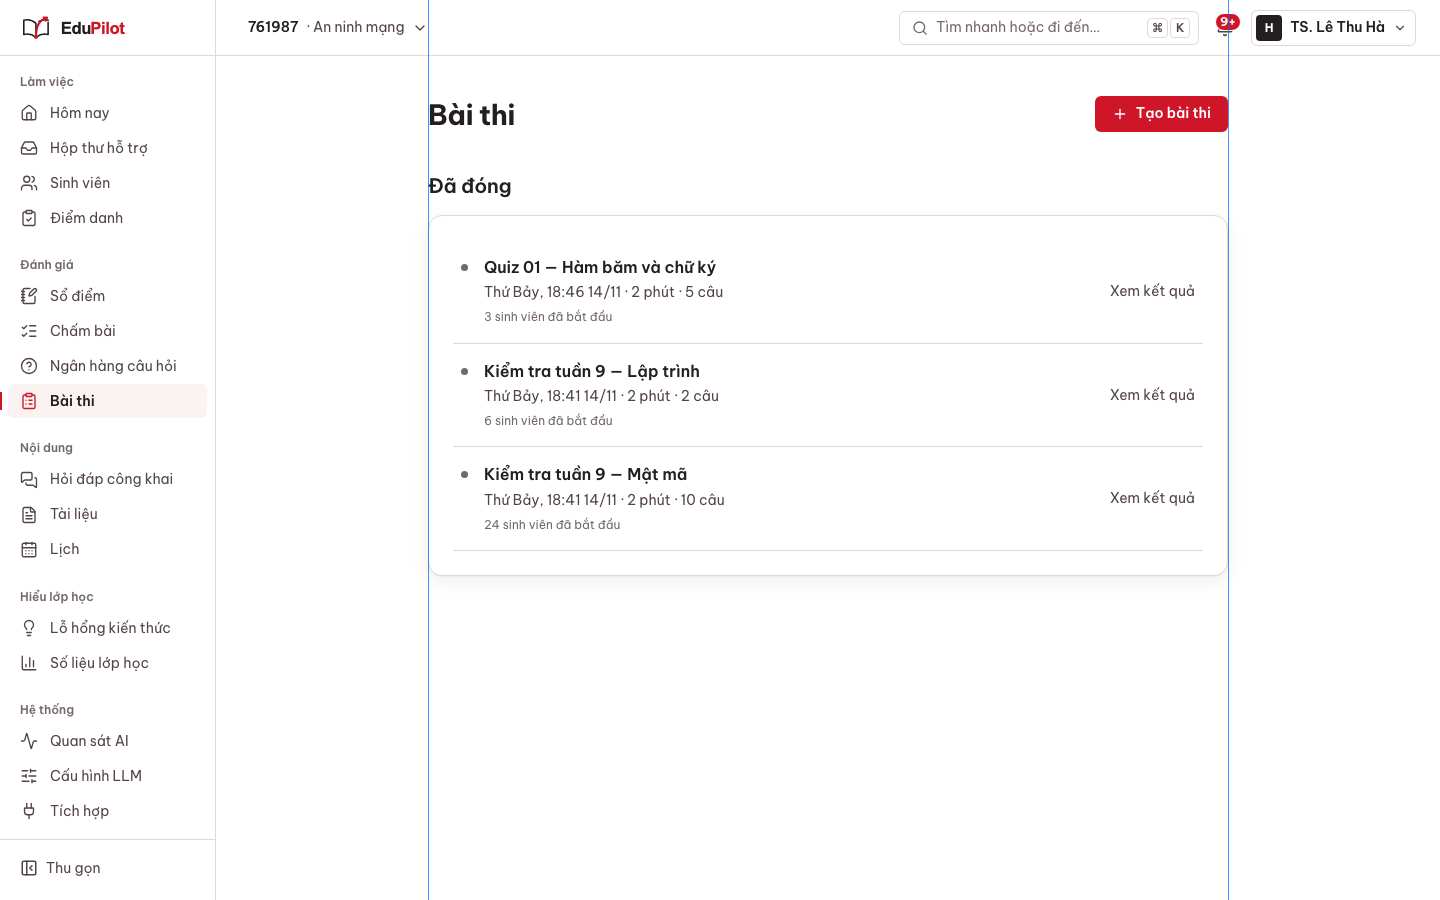 EduPilot
761987 · An ninh mạng
Tìm nhanh hoặc đi đến...
⌘ K
9+
H
TS. Lê Thu Hà
Làm việc
Hôm nay
Hộp thư hỗ trợ
Sinh viên
Điểm danh
Đánh giá
Sổ điểm
Chấm bài
Ngân hàng câu hỏi
Bài thi
Nội dung
Hỏi đáp công khai
Tài liệu
Lịch
Hiểu lớp học
Lỗ hổng kiến thức
Số liệu lớp học
Hệ thống
Quan sát AI
Cấu hình LLM
Tích hợp
Thu gọn
Bài thi
Tạo bài thi
Đã đóng
Quiz 01 — Hàm băm và chữ ký
Thứ Bảy, 18:46 14/11 · 2 phút · 5 câu
3 sinh viên đã bắt đầu
Xem kết quả
Kiểm tra tuần 9 — Lập trình
Thứ Bảy, 18:41 14/11 · 2 phút · 2 câu
6 sinh viên đã bắt đầu
Xem kết quả
Kiểm tra tuần 9 — Mật mã
Thứ Bảy, 18:41 14/11 · 2 phút · 10 câu
24 sinh viên đã bắt đầu
Xem kết quả